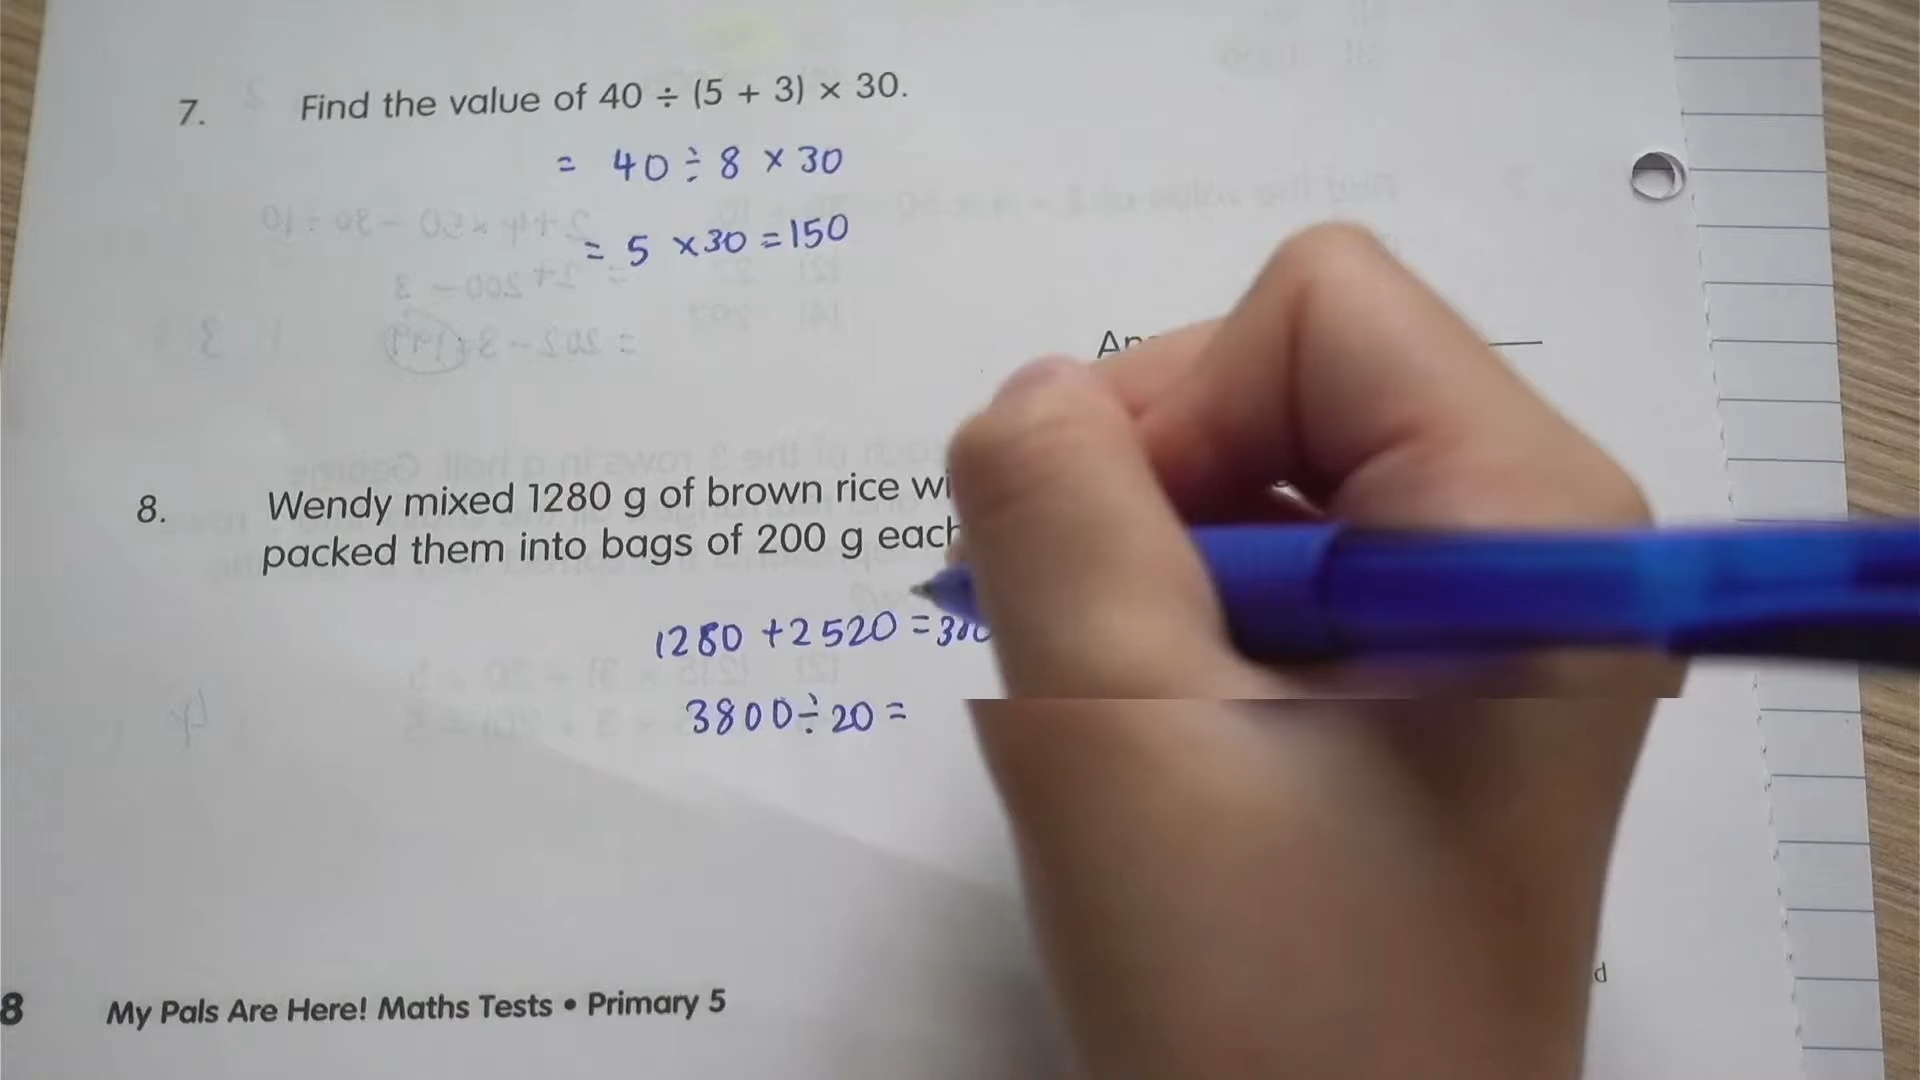 7. Find the value of 40 ÷ (5 + 3) × 30.
= 40 ÷ 8 × 30
= 5 × 30 = 150
8. Wendy mixed 1280 g of brown rice
packed them into bags of 200 g each
1280 + 2520 = 380
3800 ÷ 20 =
8 My Pals Are Here! Maths Tests • Primary 5